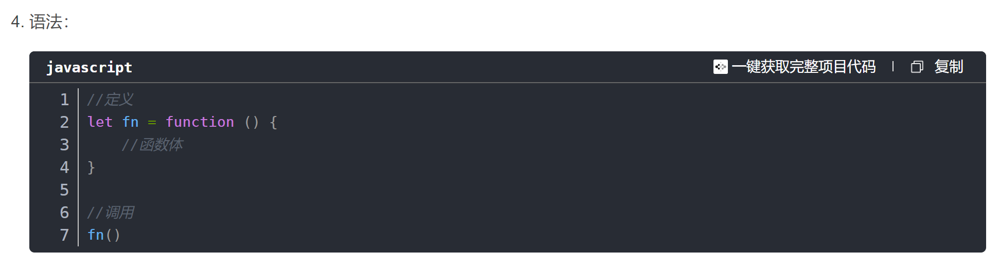 4. 语法：
javascript 一键获取完整项目代码 复制
1 //定义
2 let fn = function () {
3 //函数体
4 }
5
6 //调用
7 fn()